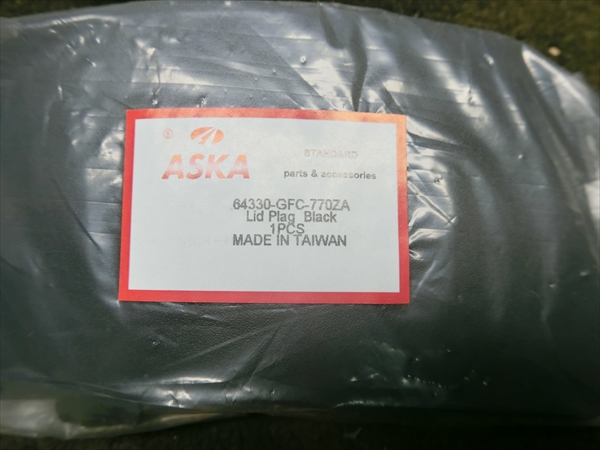 ASKA
STANDARD
parts & accessories
64330-GFC-770ZA
Lid Plag Black
1PCS
MADE IN TAIWAN